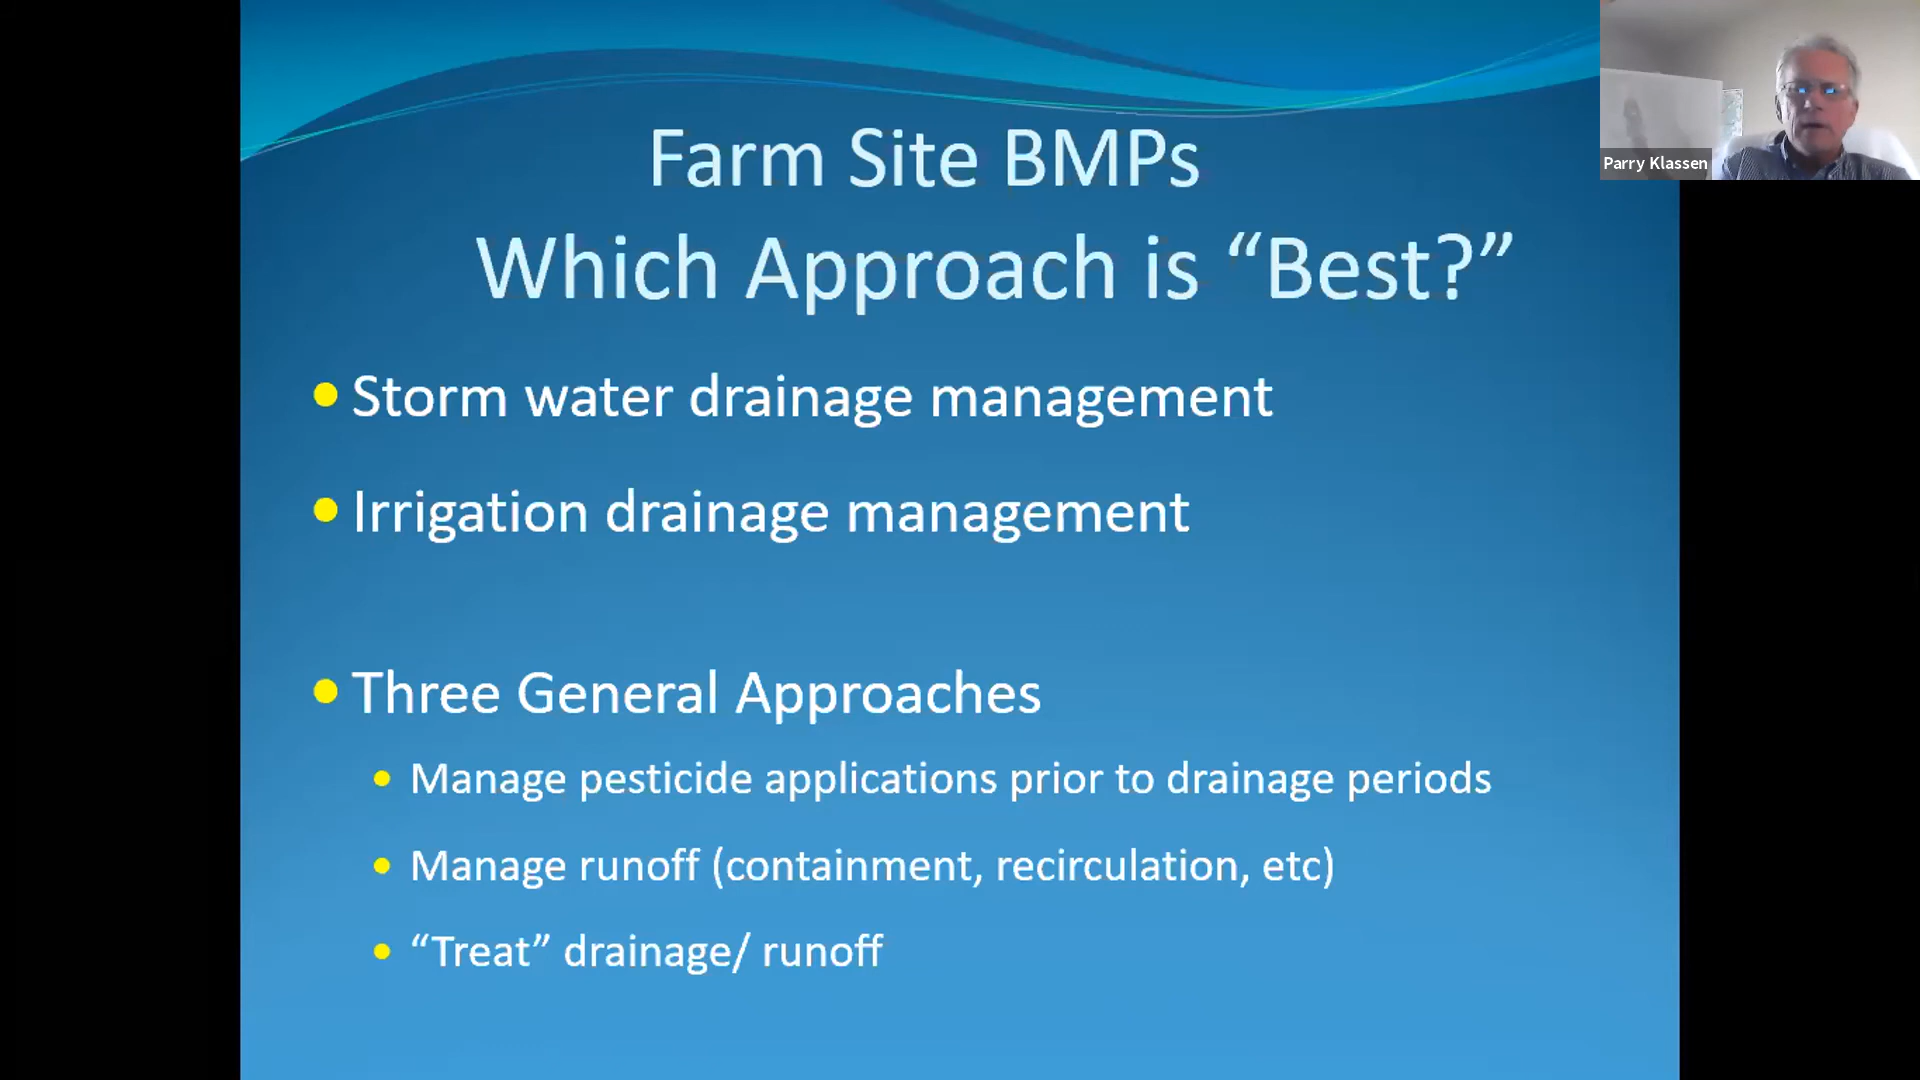 Farm Site BMPs
Which Approach is “Best?”
Storm water drainage management
Irrigation drainage management
Three General Approaches
Manage pesticide applications prior to drainage periods
Manage runoff (containment, recirculation, etc)
“Treat” drainage/ runoff
Parry Klassen